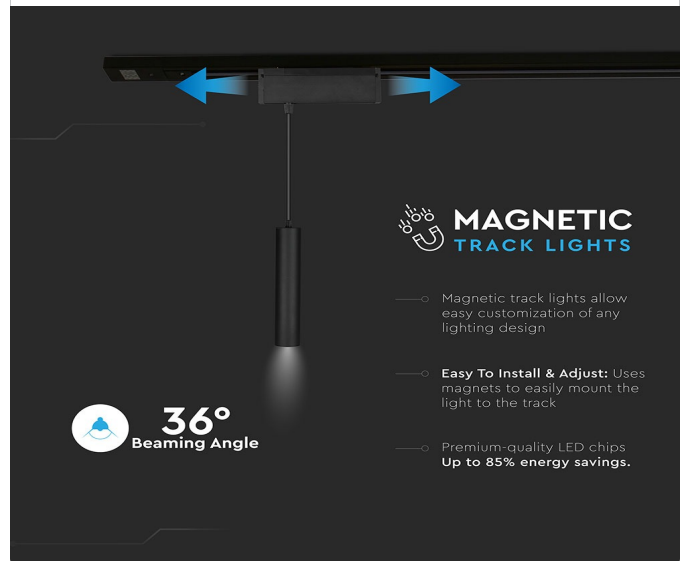 MAGNETIC
TRACK LIGHTS
Magnetic track lights allow
easy customization of any
lighting design
Easy To Install & Adjust: Uses
magnets to easily mount the
light to the track
Premium-quality LED chips
Up to 85% energy savings.
36°
Beaming Angle